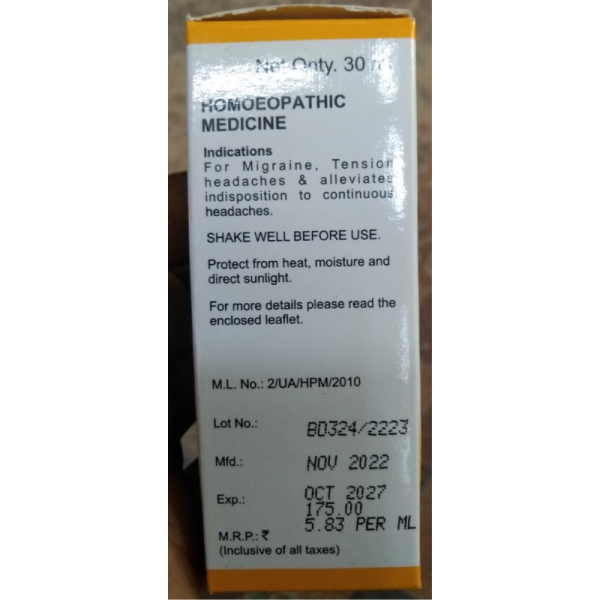 Net Qnty. 30 ml
HOMOEOPATHIC
MEDICINE
Indications
For Migraine, Tension
headaches & alleviates
indisposition to continuous
headaches.
SHAKE WELL BEFORE USE.
Protect from heat, moisture and
direct sunlight.
For more details please read the
enclosed leaflet.
M.L. No.: 2/UA/HPM/2010
Lot No.: BD324/2223
Mfd.: NOV 2022
Exp.: OCT 2027
175.00
5.83 PER ML
M.R.P.: ₹
(Inclusive of all taxes)